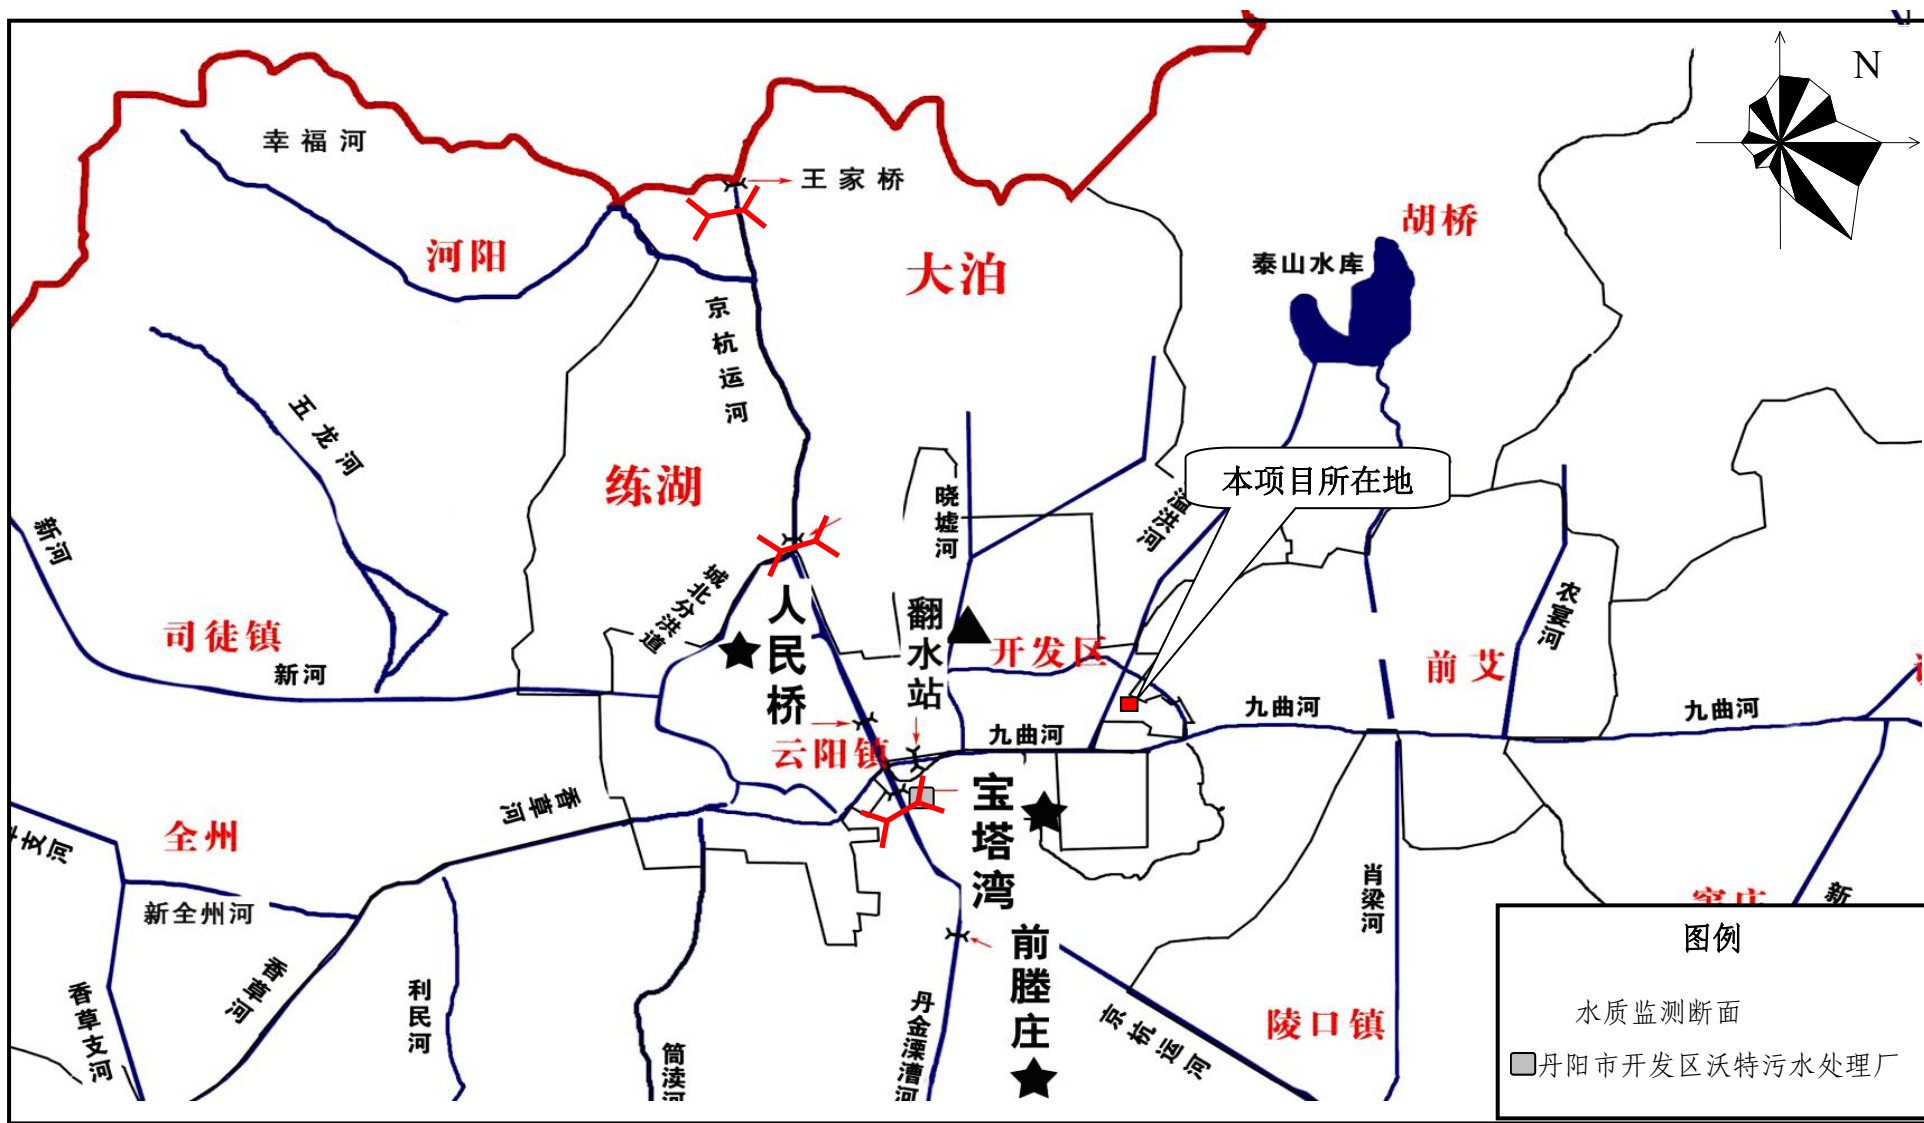 N
幸福河
王家桥
胡桥
河阳
大泊
泰山水库
京杭运河
五龙河
练湖
本项目所在地
晓墟河
溢洪河
新河
城北分洪道
人民桥
翻水站
农宴河
司徒镇
开发区
前艾
新河
九曲河
九曲河
九曲河
云阳镇
香草河
宝塔湾
全州
支河
肖梁河
新
新全州河
图例
前塍庄
香草河
利民河
香草支河
丹金溧漕河
水质监测断面
京杭运河
陵口镇
筒渎河
丹阳市开发区沃特污水处理厂